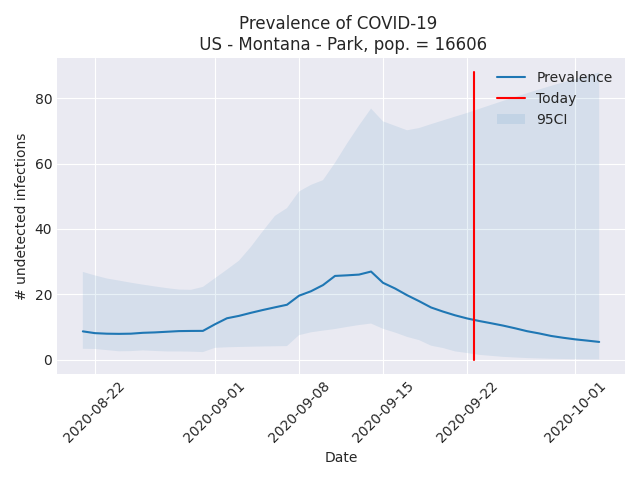 Prevalence of COVID-19
US - Montana - Park, pop. = 16606
Prevalence
Today
95CI
# undetected infections
80
60
40
20
0
2020-08-22
2020-09-01
2020-09-08
2020-09-15
2020-09-22
2020-10-01
Date